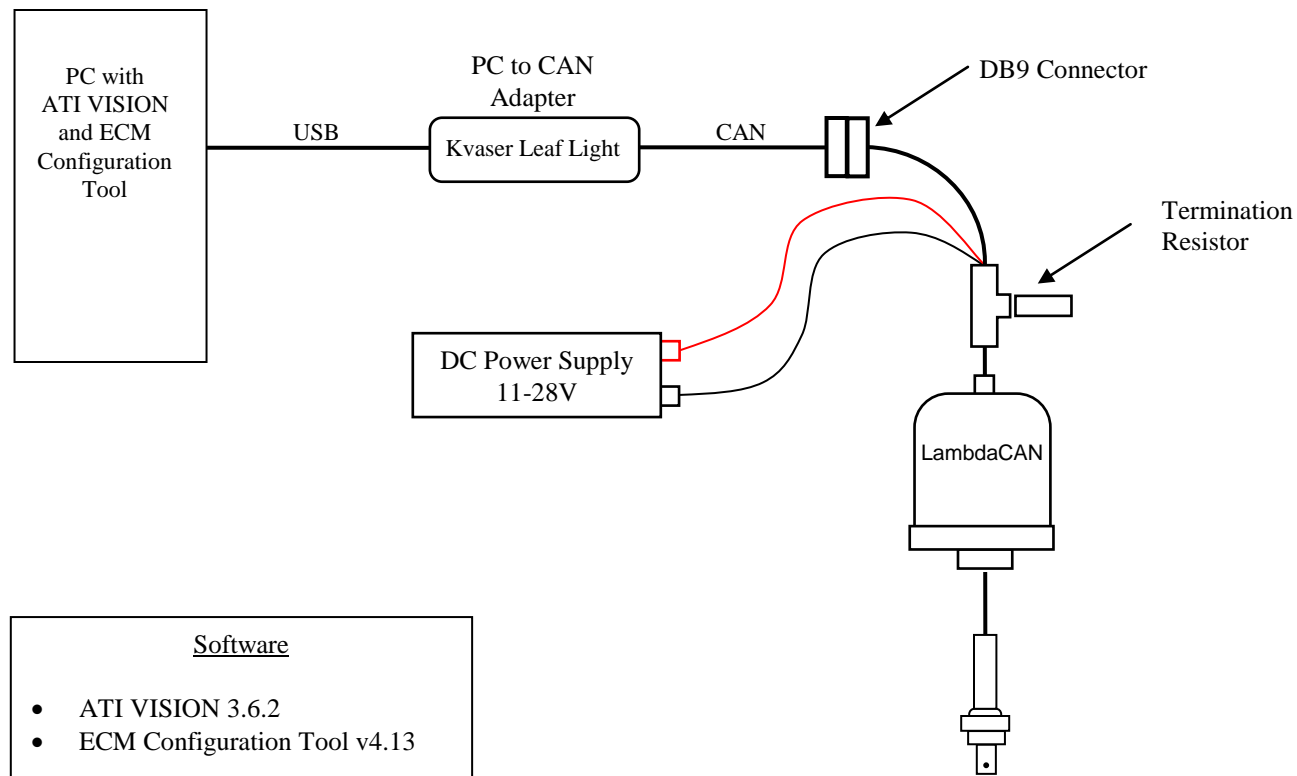 PC with
ATI VISION
and ECM
Configuration
Tool
USB
PC to CAN
Adapter
Kvaser Leaf Light
CAN
DB9 Connector
Termination
Resistor
DC Power Supply
11-28V
LambdaCAN
Software
• ATI VISION 3.6.2
• ECM Configuration Tool v4.13